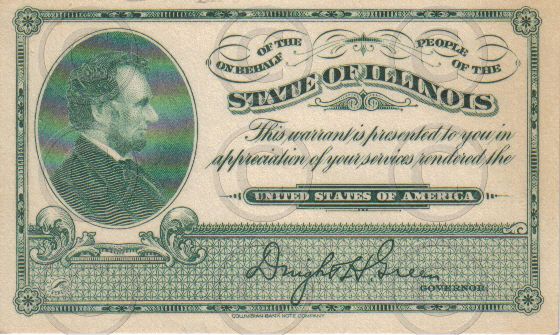 ON BEHALF OF THE PEOPLE OF THE
STATE OF ILLINOIS
This warrant is presented to you in
appreciation of your services rendered the
UNITED STATES OF AMERICA
Dwight H. Green
GOVERNOR
COLUMBIAN BANK NOTE COMPANY